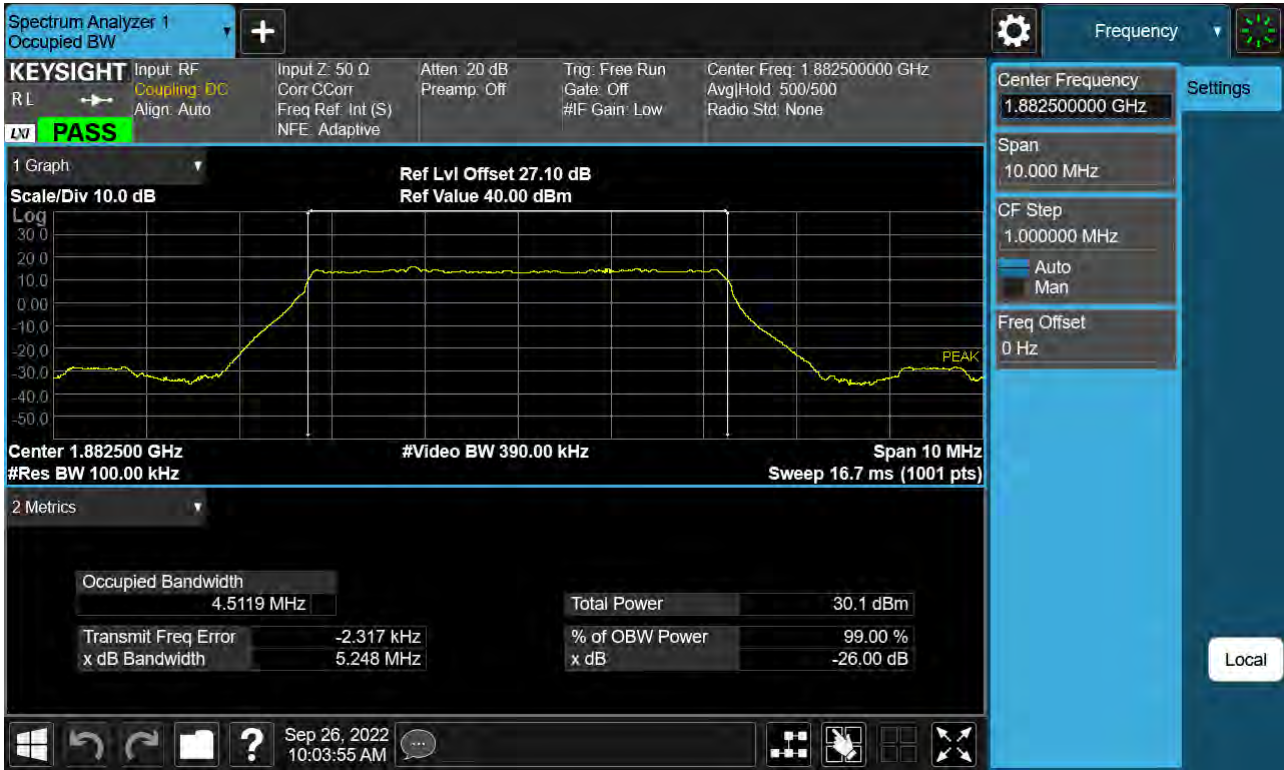 Spectrum Analyzer 1
Occupied BW
+
Frequency
KEYSIGHT
R L
LXI
PASS
Input: RF
Coupling: DC
Align: Auto
Input Z: 50 Ω
Corr CCorr
Freq Ref: Int (S)
NFE: Adaptive
Atten: 20 dB
Preamp: Off
Trig: Free Run
Gate: Off
#IF Gain: Low
Center Freq: 1.882500000 GHz
Avg|Hold: 500/500
Radio Std: None
Center Frequency
1.882500000 GHz
Settings
Span
10.000 MHz
CF Step
1.000000 MHz
Auto
Man
Freq Offset
0 Hz
Local
1 Graph
Scale/Div 10.0 dB
Ref Lvl Offset 27.10 dB
Ref Value 40.00 dBm
Log
30.0
20.0
10.0
0.00
-10.0
-20.0
-30.0
-40.0
-50.0
PEAK
Center 1.882500 GHz
#Video BW 390.00 kHz
Span 10 MHz
#Res BW 100.00 kHz
Sweep 16.7 ms (1001 pts)
2 Metrics
Occupied Bandwidth
4.5119 MHz
Total Power 30.1 dBm
Transmit Freq Error -2.317 kHz
% of OBW Power 99.00 %
x dB Bandwidth 5.248 MHz
x dB -26.00 dB
?
Sep 26, 2022
10:03:55 AM